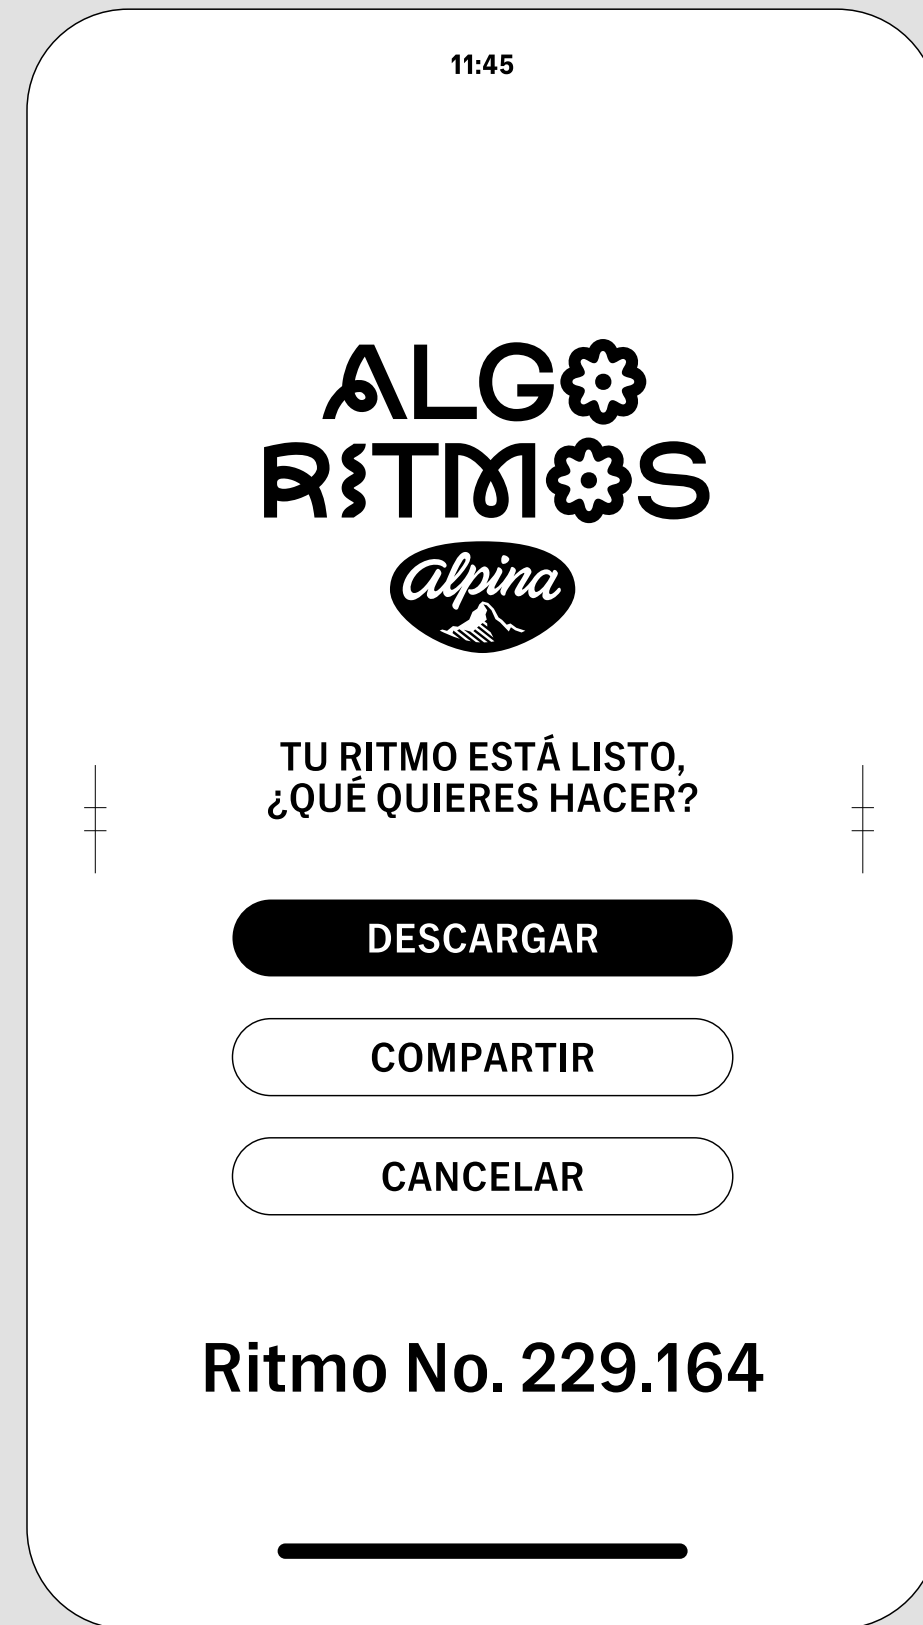 11:45
ALGO
RITMOS
alpina
TU RITMO ESTÁ LISTO,
¿QUÉ QUIERES HACER?
DESCARGAR
COMPARTIR
CANCELAR
Ritmo No. 229.164